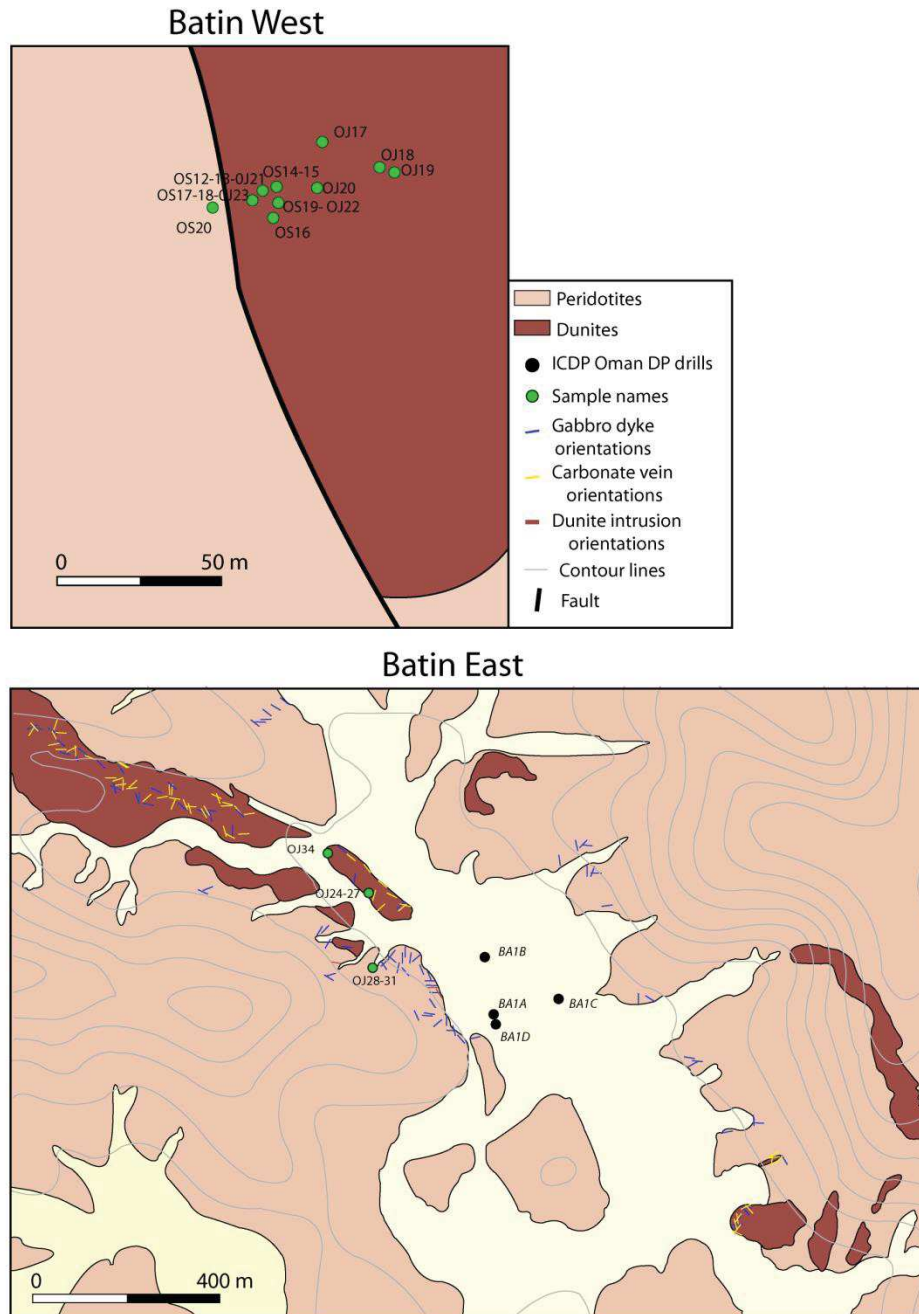 Batin West
OJ17
OJ18
OJ19
OS14-15
OS12-13-0J21
OJ20
OS17-18-0J23
OS19- OJ22
OS20
OS16
0 50 m
Peridotites
Dunites
ICDP Oman DP drills
Sample names
Gabbro dyke
orientations
Carbonate vein
orientations
Dunite intrusion
orientations
Contour lines
Fault
Batin East
OJ34
OJ24-27
OJ28-31
BA1B
BA1A
BA1C
BA1D
0 400 m